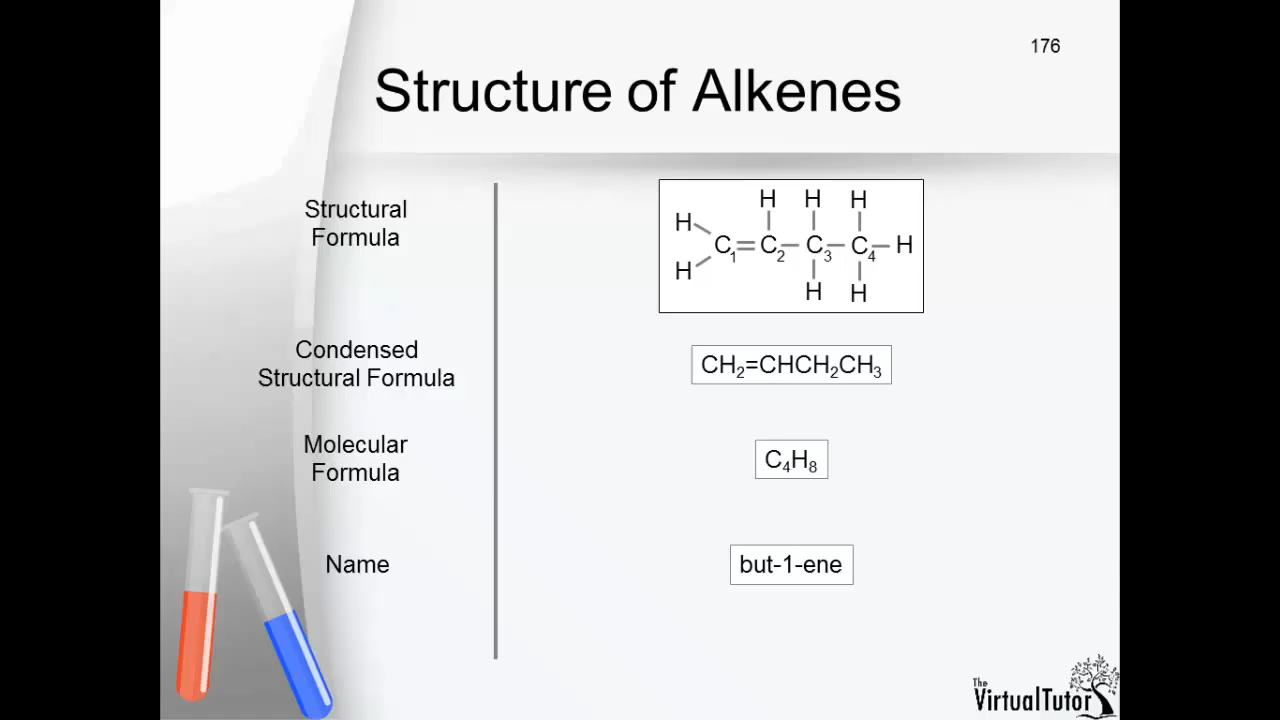 176
Structure of Alkenes
Structural
Formula
H H H
H
C₁=C₂–C₃–C₄–H
H
H H
Condensed
Structural Formula
CH₂=CHCH₂CH₃
Molecular
Formula
C₄H₈
Name
but-1-ene
The
VirtualTutor